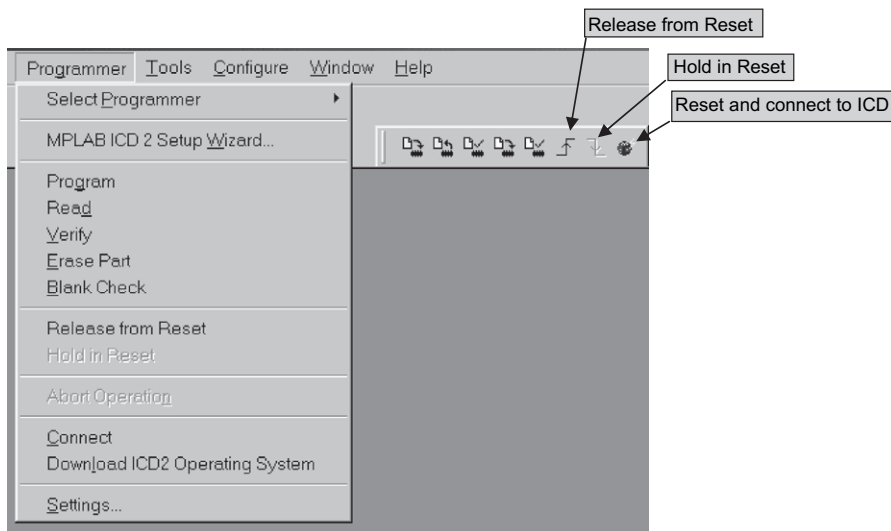 Release from Reset
Hold in Reset
Reset and connect to ICD
Programmer Tools Configure Window Help
Select Programmer
MPLAB ICD 2 Setup Wizard...
Program
Read
Verify
Erase Part
Blank Check
Release from Reset
Hold in Reset
Abort Operation
Connect
Download ICD2 Operating System
Settings...